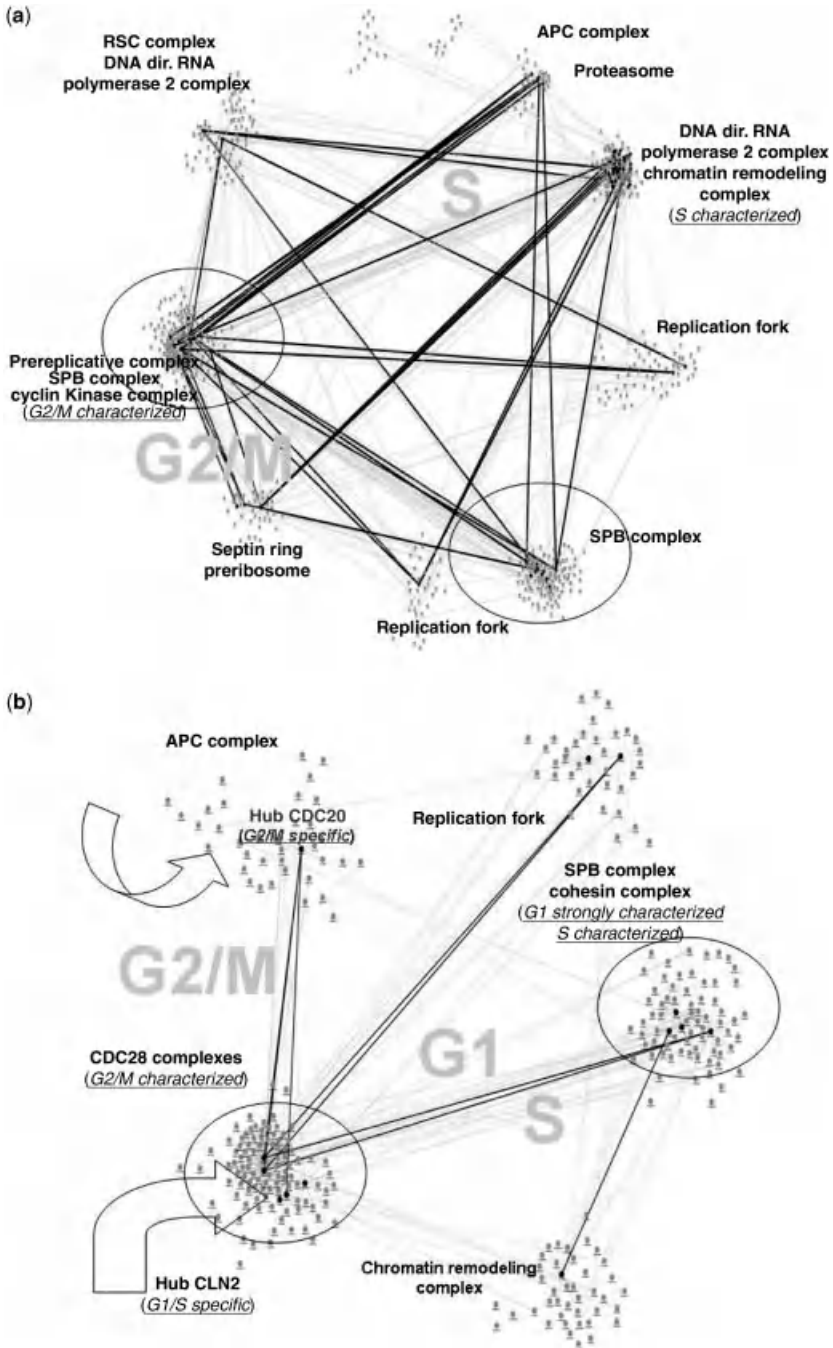 (a)
RSC complex
DNA dir. RNA
polymerase 2 complex
APC complex
Proteasome
DNA dir. RNA
polymerase 2 complex
chromatin remodeling
complex
(S characterized)
S
Replication fork
Prereplicative complex
SPB complex
cyclin Kinase complex
(G2/M characterized)
G2/M
Septin ring
preribosome
SPB complex
Replication fork
(b)
APC complex
Hub CDC20
(G2/M specific)
Replication fork
SPB complex
cohesin complex
(G1 strongly characterized
S characterized)
G2/M
G1
S
CDC28 complexes
(G2/M characterized)
Hub CLN2
(G1/S specific)
Chromatin remodeling
complex